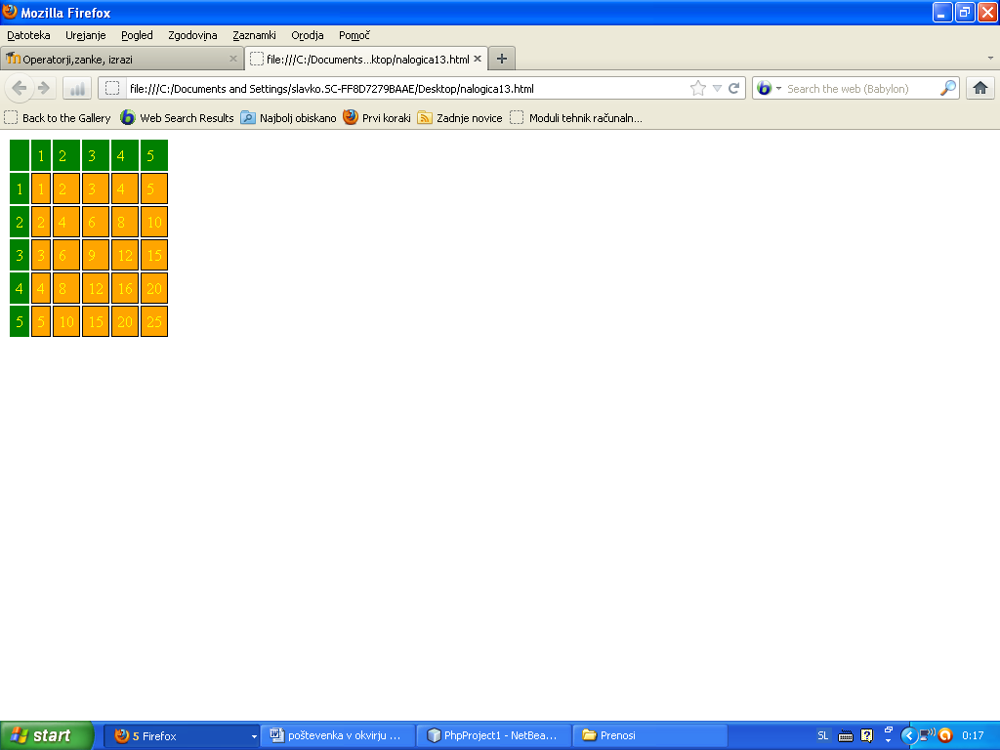 Mozilla Firefox
Datoteka Urejanje Pogled Zgodovina Zaznamki Orodja Pomoč
Operatorji,zanke, izrazi file:///C:/Documents...ktop/nalogica13.html
file:///C:/Documents and Settings/slavko.SC-FF8D7279BAAE/Desktop/nalogica13.html Search the web (Babylon)
Back to the Gallery Web Search Results Najbolj obiskano Prvi koraki Zadnje novice Moduli tehnik računaln...
1 2 3 4 5
1 1 2 3 4 5
2 2 4 6 8 10
3 3 6 9 12 15
4 4 8 12 16 20
5 5 10 15 20 25
start 5 Firefox poštevenka v okvirju ... PhpProject1 - NetBea... Prenosi SL 0:17